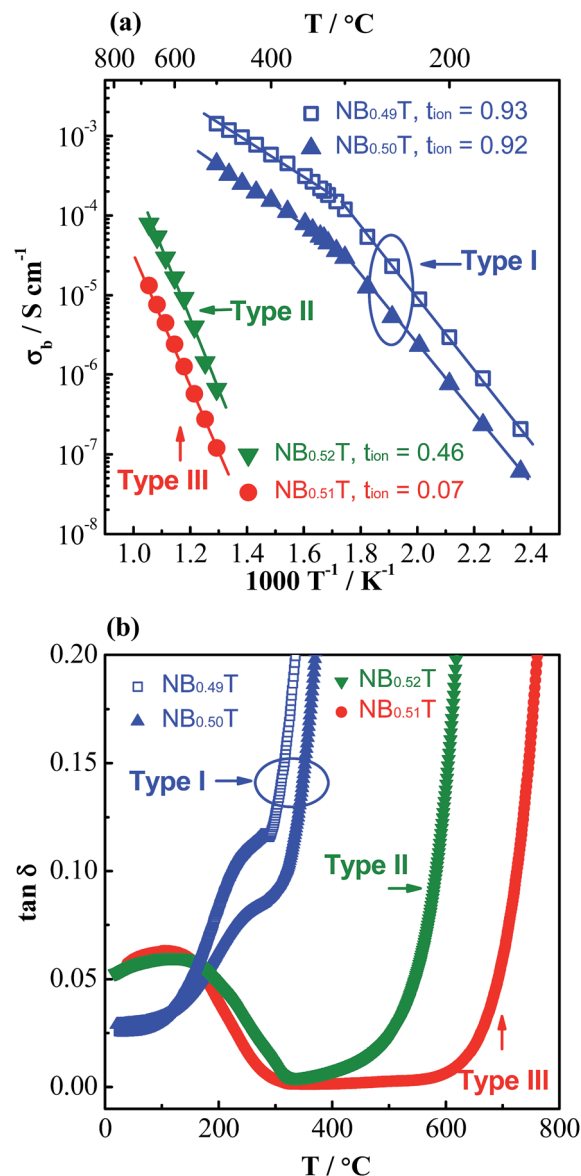 (a)
T / °C
800 600 400 200
NB0.49T, tion = 0.93
NB0.50T, tion = 0.92
10-3
10-4
10-5
10-6
10-7
10-8
σb / S cm-1
Type I
Type II
Type III
NB0.52T, tion = 0.46
NB0.51T, tion = 0.07
1.0 1.2 1.4 1.6 1.8 2.0 2.2 2.4
1000 T-1 / K-1
(b)
0.20
0.15
0.10
0.05
0.00
tan δ
NB0.49T
NB0.50T
NB0.52T
NB0.51T
Type I
Type II
Type III
0 200 400 600 800
T / °C